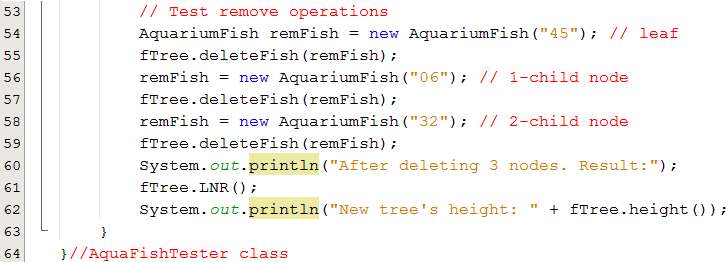 53 // Test remove operations
54 AquariumFish remFish = new AquariumFish("45"); // leaf
55 fTree.deleteFish(remFish);
56 remFish = new AquariumFish("06"); // 1-child node
57 fTree.deleteFish(remFish);
58 remFish = new AquariumFish("32"); // 2-child node
59 fTree.deleteFish(remFish);
60 System.out.println("After deleting 3 nodes. Result:");
61 fTree.LNR();
62 System.out.println("New tree's height: " + fTree.height());
63 }
64 }//AquaFishTester class